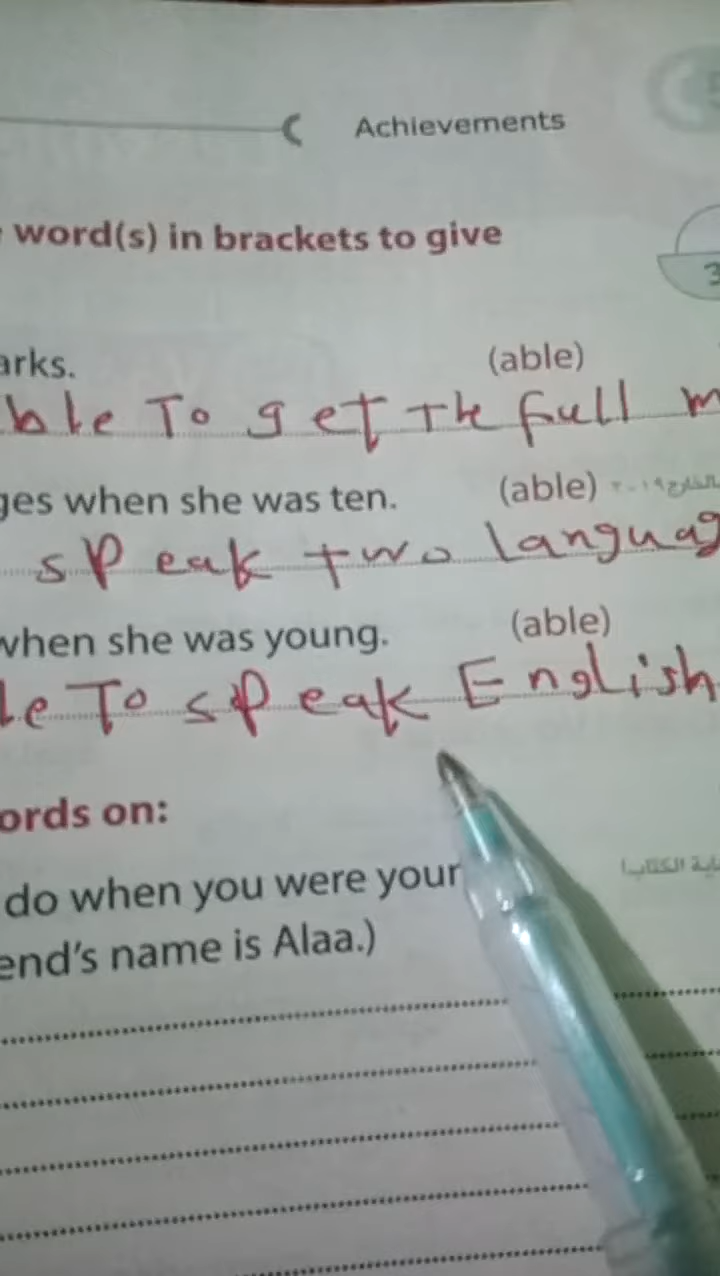 Achievements
word(s) in brackets to give
3
arks. (able)
ble To get The full m
ges when she was ten. (able)
speak two languag
when she was young. (able)
le To speak English
ords on:
do when you were your
end's name is Alaa.)